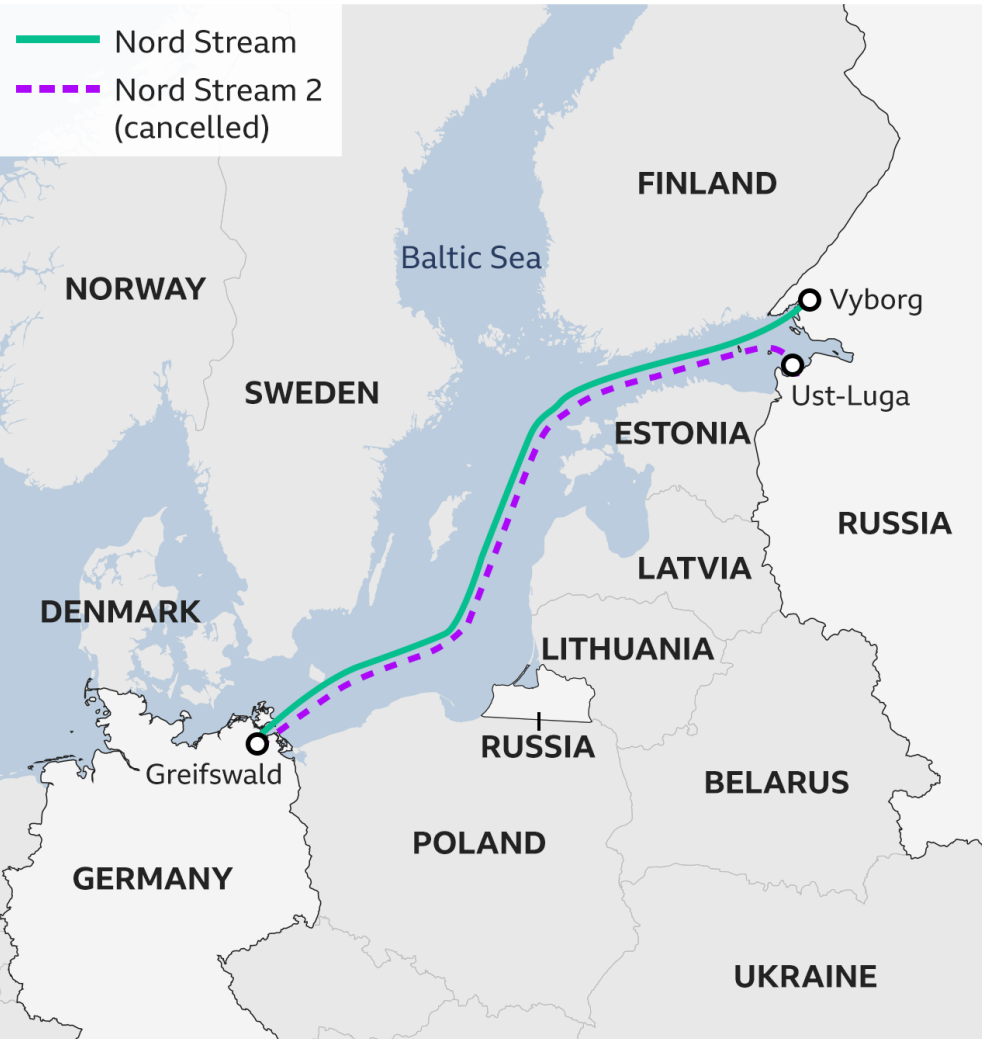 Nord Stream
Nord Stream 2
(cancelled)
FINLAND
Baltic Sea
NORWAY
Vyborg
SWEDEN
Ust-Luga
ESTONIA
RUSSIA
LATVIA
DENMARK
LITHUANIA
RUSSIA
Greifswald
BELARUS
POLAND
GERMANY
UKRAINE